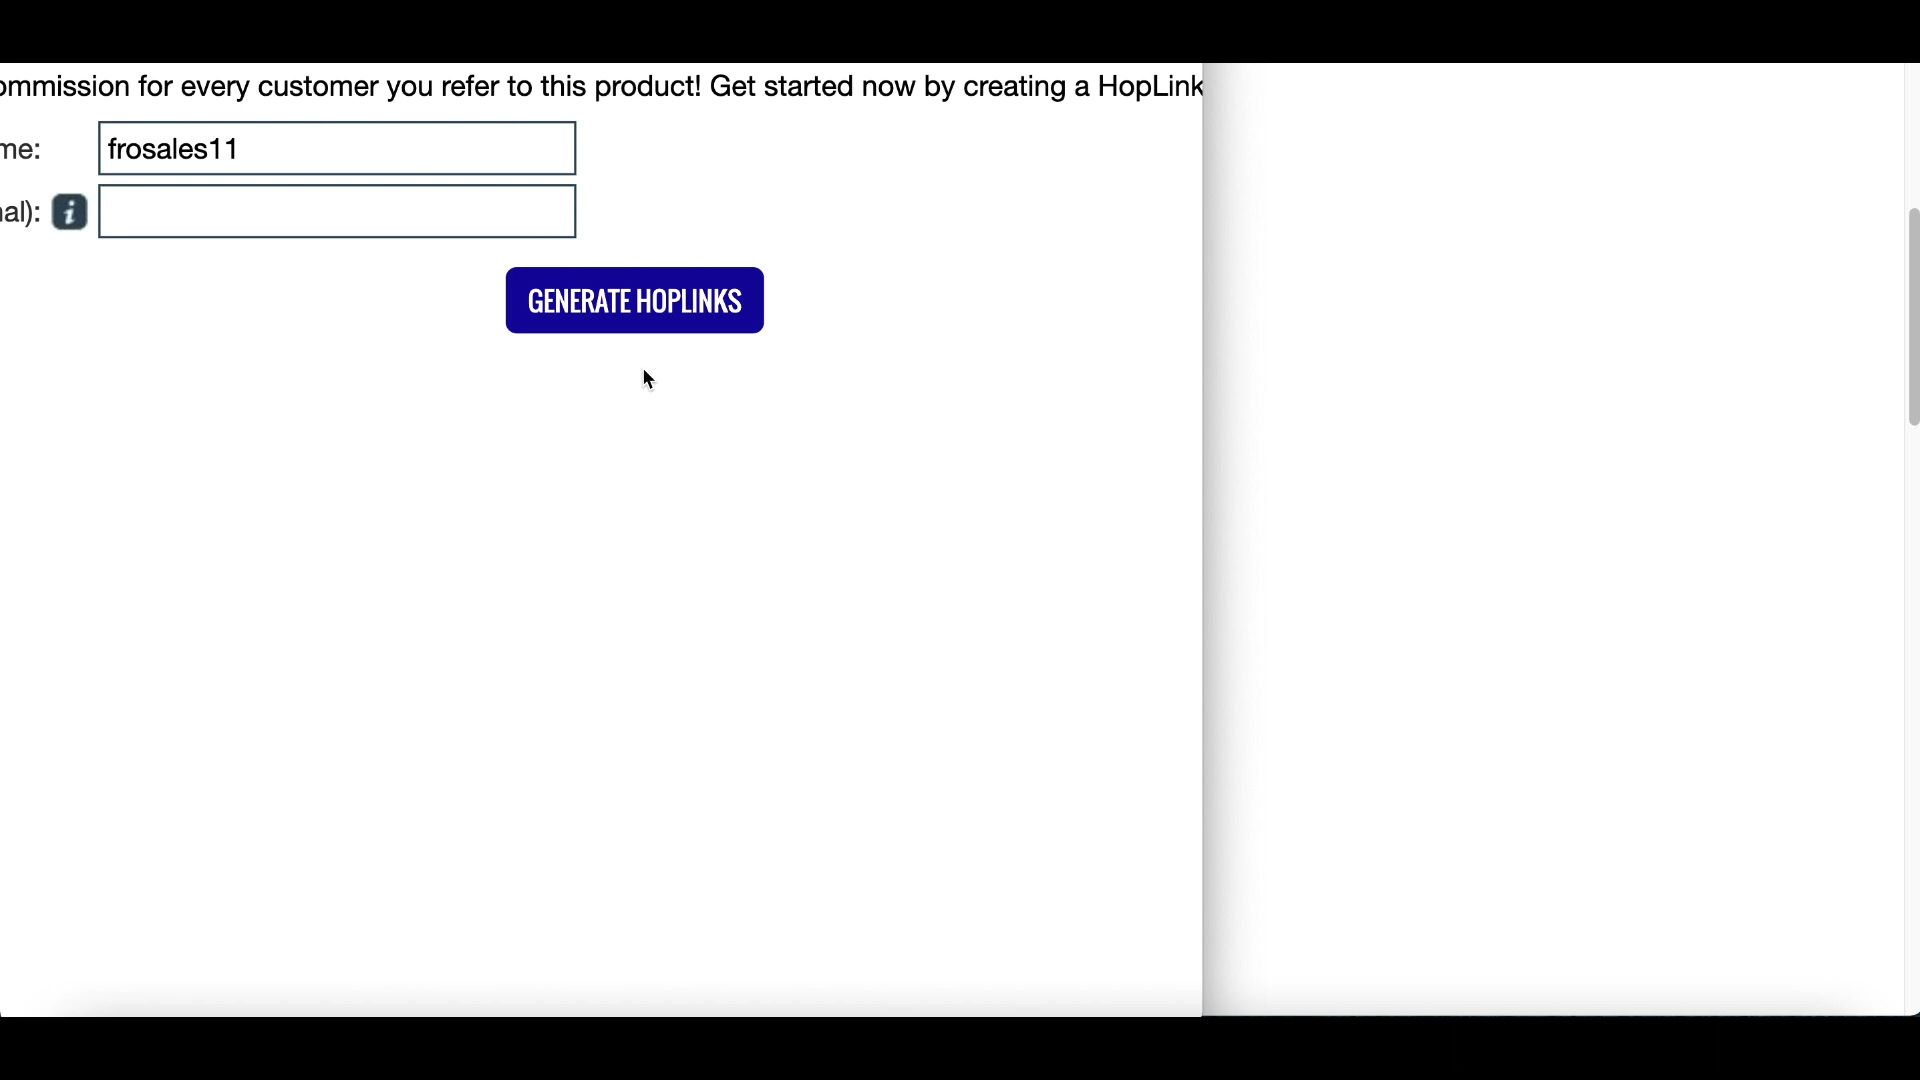 ommission for every customer you refer to this product! Get started now by creating a HopLink
me: frosales11
nal): i
GENERATE HOPLINKS